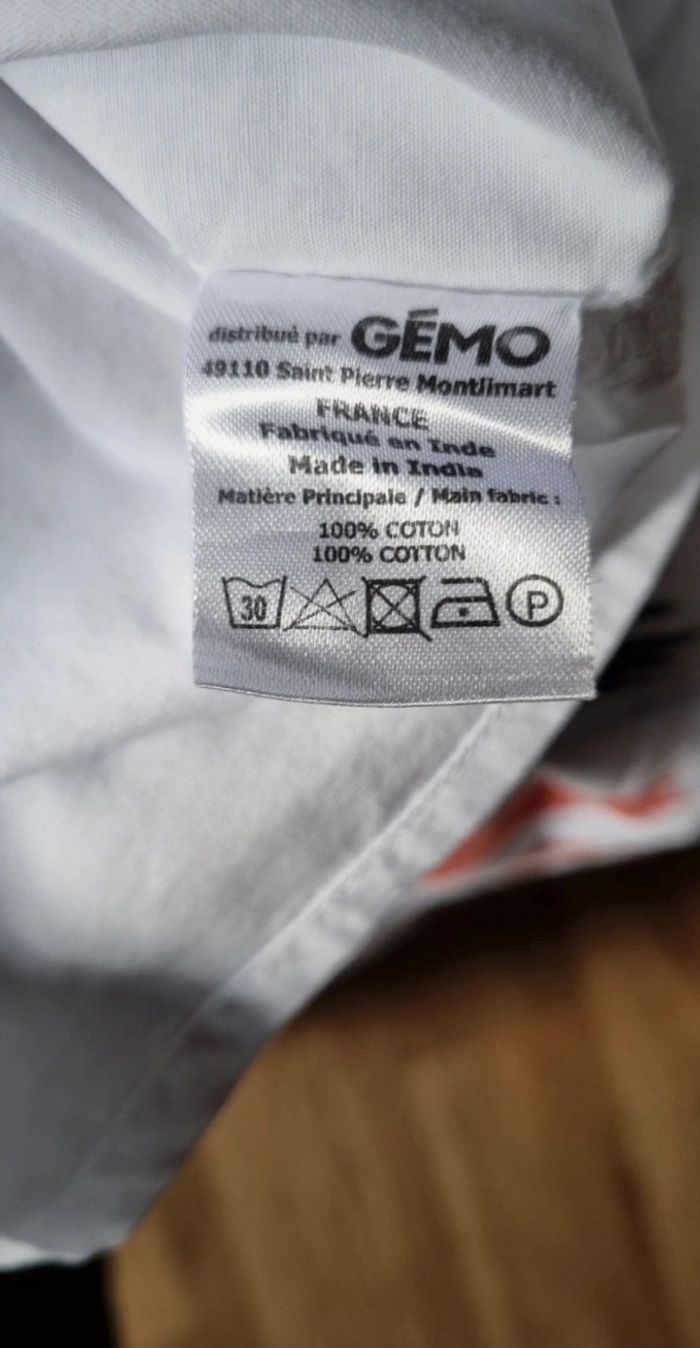 distribué par GÉMO
49110 Saint Pierre Montlimart
FRANCE
Fabriqué en Inde
Made in India
Matière Principale / Main fabric :
100% COTON
100% COTTON
30 P